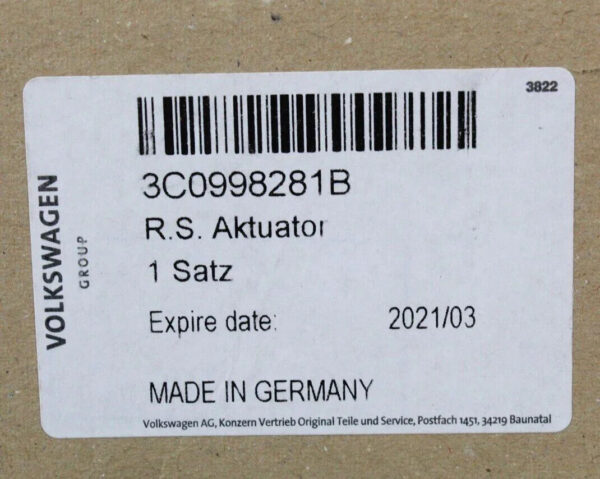 3822
3C0998281B
R.S. Aktuator
1 Satz
Expire date: 2021/03
MADE IN GERMANY
Volkswagen AG, Konzern Vertrieb Original Teile und Service, Postfach 1451, 34219 Baunatal
VOLKSWAGEN
GROUP